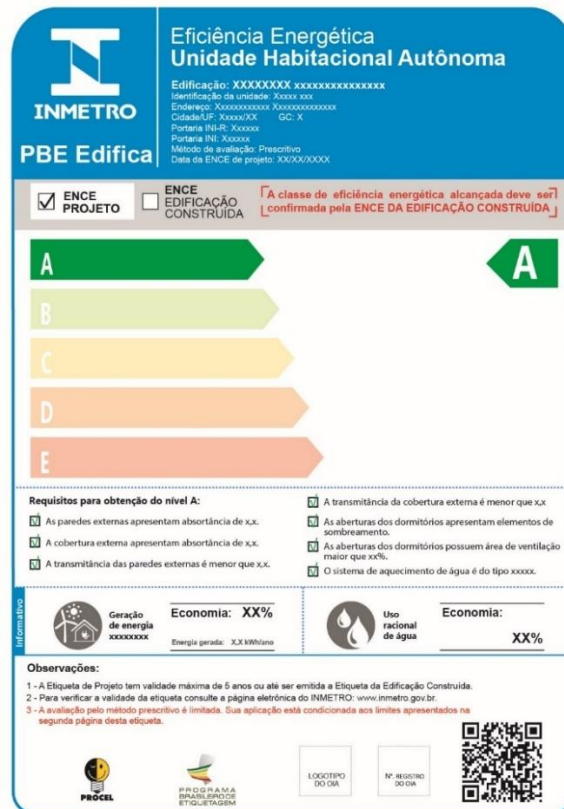 INMETRO
PBE Edifica
Eficiência Energética
Unidade Habitacional Autônoma
Edificação: XXXXXXXX xxxxxxxxxxxxxxx
Identificação da unidade: Xxxxx xxx
Endereço: Xxxxxxxxxxx Xxxxxxxxxxxxxx
Cidade/UF: Xxxxx/XX GC: X
Portaria INI-R: Xxxxxx
Portaria INI: Xxxxxx
Método de avaliação: Prescritivo
Data da ENCE de projeto: XX/XX/XXXX
ENCE
PROJETO
ENCE
EDIFICAÇÃO
CONSTRUÍDA
A classe de eficiência energética alcançada deve ser
confirmada pela ENCE DA EDIFICAÇÃO CONSTRUÍDA
A
A
B
C
D
E
Requisitos para obtenção do nível A:
As paredes externas apresentam absortância de x,x.
A cobertura externa apresentam absortância de x,x.
A transmitância das paredes externas é menor que x,x.
A transmitância da cobertura externa é menor que x,x
As aberturas dos dormitórios apresentam elementos de
sombreamento.
As aberturas dos dormitórios possuem área de ventilação
maior que xx%.
O sistema de aquecimento de água é do tipo xxxxx.
Informativo
Geração
de energia
xxxxxxxx
Economia: XX%
Energia gerada: X,X kWh/ano
Uso
racional
de água
Economia:
XX%
Observações:
1 - A Etiqueta de Projeto tem validade máxima de 5 anos ou até ser emitida a Etiqueta da Edificação Construída.
2 - Para verificar a validade da etiqueta consulte a página eletrônica do INMETRO: www.inmetro.gov.br.
3 - A avaliação pelo método prescritivo é limitada. Sua aplicação está condicionada aos limites apresentados na
segunda página desta etiqueta.
PROCEL
PROGRAMA
BRASILEIRO DE
ETIQUETAGEM
LOGOTIPO
DO OIA
Nº. REGISTRO
DO OIA